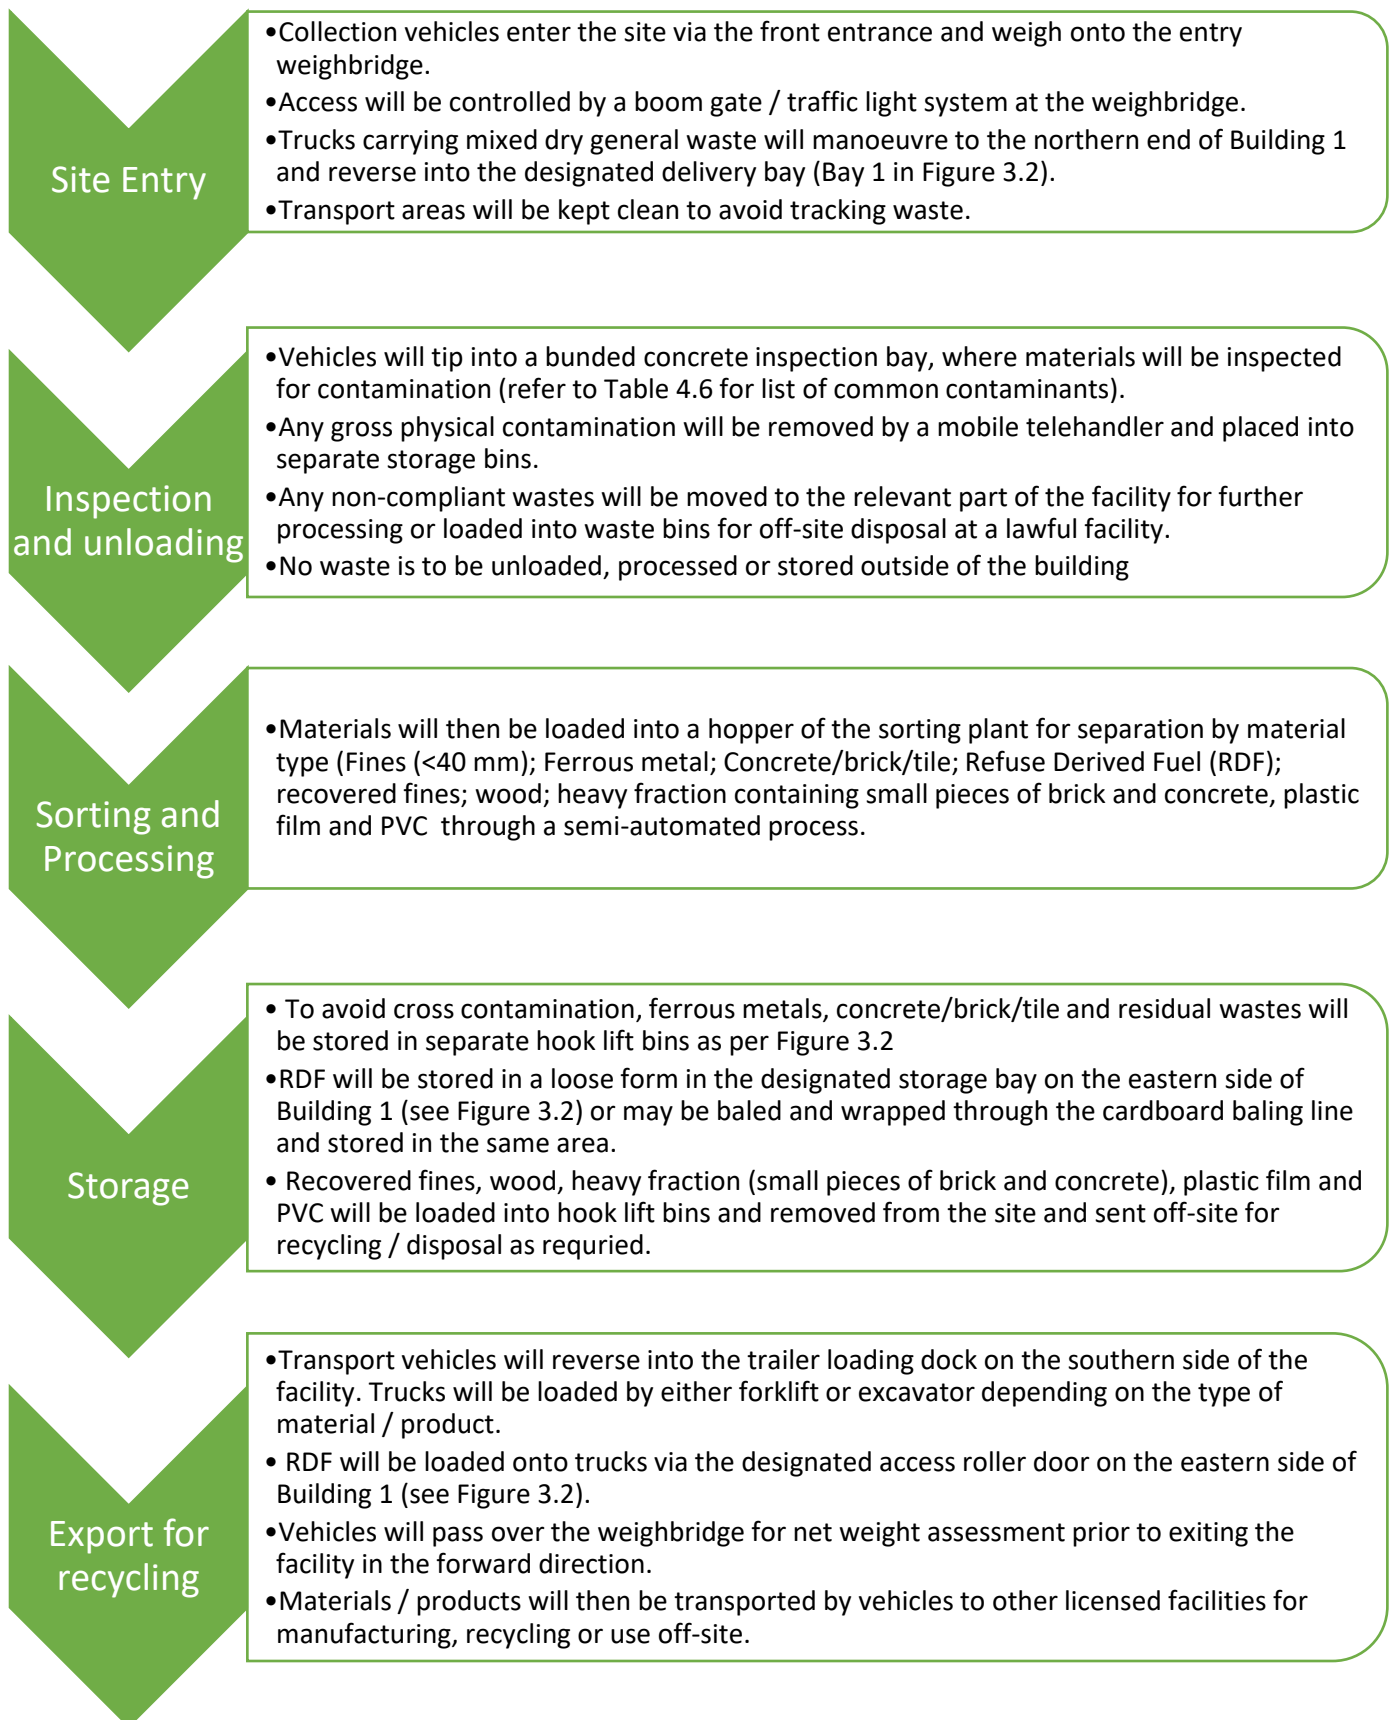 Site Entry
•Collection vehicles enter the site via the front entrance and weigh onto the entry
weighbridge.
•Access will be controlled by a boom gate / traffic light system at the weighbridge.
•Trucks carrying mixed dry general waste will manoeuvre to the northern end of Building 1
and reverse into the designated delivery bay (Bay 1 in Figure 3.2).
•Transport areas will be kept clean to avoid tracking waste.
Inspection
and unloading
•Vehicles will tip into a bunded concrete inspection bay, where materials will be inspected
for contamination (refer to Table 4.6 for list of common contaminants).
•Any gross physical contamination will be removed by a mobile telehandler and placed into
separate storage bins.
•Any non-compliant wastes will be moved to the relevant part of the facility for further
processing or loaded into waste bins for off-site disposal at a lawful facility.
•No waste is to be unloaded, processed or stored outside of the building
Sorting and
Processing
•Materials will then be loaded into a hopper of the sorting plant for separation by material
type (Fines (<40 mm); Ferrous metal; Concrete/brick/tile; Refuse Derived Fuel (RDF);
recovered fines; wood; heavy fraction containing small pieces of brick and concrete, plastic
film and PVC  through a semi-automated process.
Storage
• To avoid cross contamination, ferrous metals, concrete/brick/tile and residual wastes will
be stored in separate hook lift bins as per Figure 3.2
•RDF will be stored in a loose form in the designated storage bay on the eastern side of
Building 1 (see Figure 3.2) or may be baled and wrapped through the cardboard baling line
and stored in the same area.
• Recovered fines, wood, heavy fraction (small pieces of brick and concrete), plastic film and
PVC will be loaded into hook lift bins and removed from the site and sent off-site for
recycling / disposal as requried.
Export for
recycling
•Transport vehicles will reverse into the trailer loading dock on the southern side of the
facility. Trucks will be loaded by either forklift or excavator depending on the type of
material / product.
• RDF will be loaded onto trucks via the designated access roller door on the eastern side of
Building 1 (see Figure 3.2).
•Vehicles will pass over the weighbridge for net weight assessment prior to exiting the
facility in the forward direction.
•Materials / products will then be transported by vehicles to other licensed facilities for
manufacturing, recycling or use off-site.